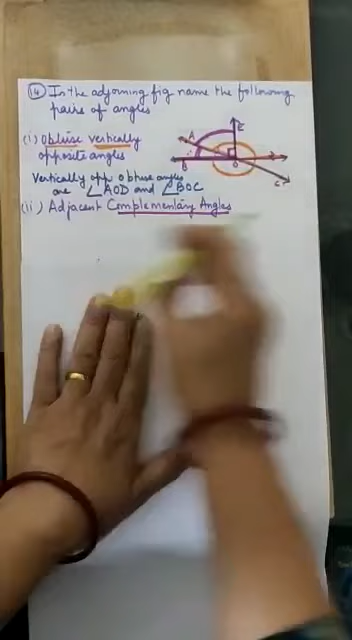 (14) In the adjoining fig name the following
pairs of angles
(i) Obtuse vertically
opposite angles
Vertically opp obtuse angles
are ∠AOD and ∠BOC
(ii) Adjacent Complementary Angles
E
A
B
O
C